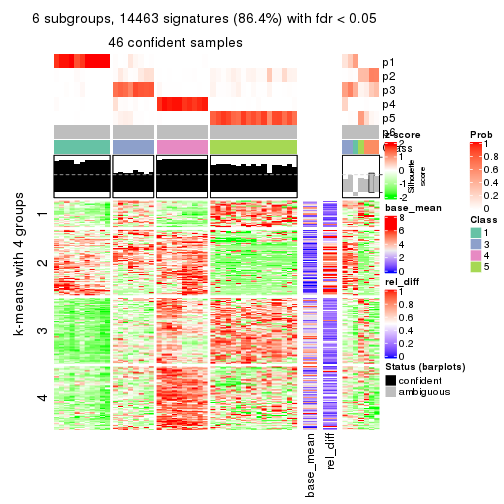 6 subgroups, 14463 signatures (86.4%) with fdr < 0.05
46 confident samples
p1
p2
p3
p4
p5
p6
Class
Silhouette
score
k-means with 4 groups
1
2
3
4
base_mean
rel_diff
z-score
2
1
0
-1
-2
base_mean
8
6
4
2
0
rel_diff
1
0.8
0.6
0.4
0.2
0
Status (barplots)
confident
ambiguous
Prob
1
0.8
0.6
0.4
0.2
0
Class
1
3
4
5